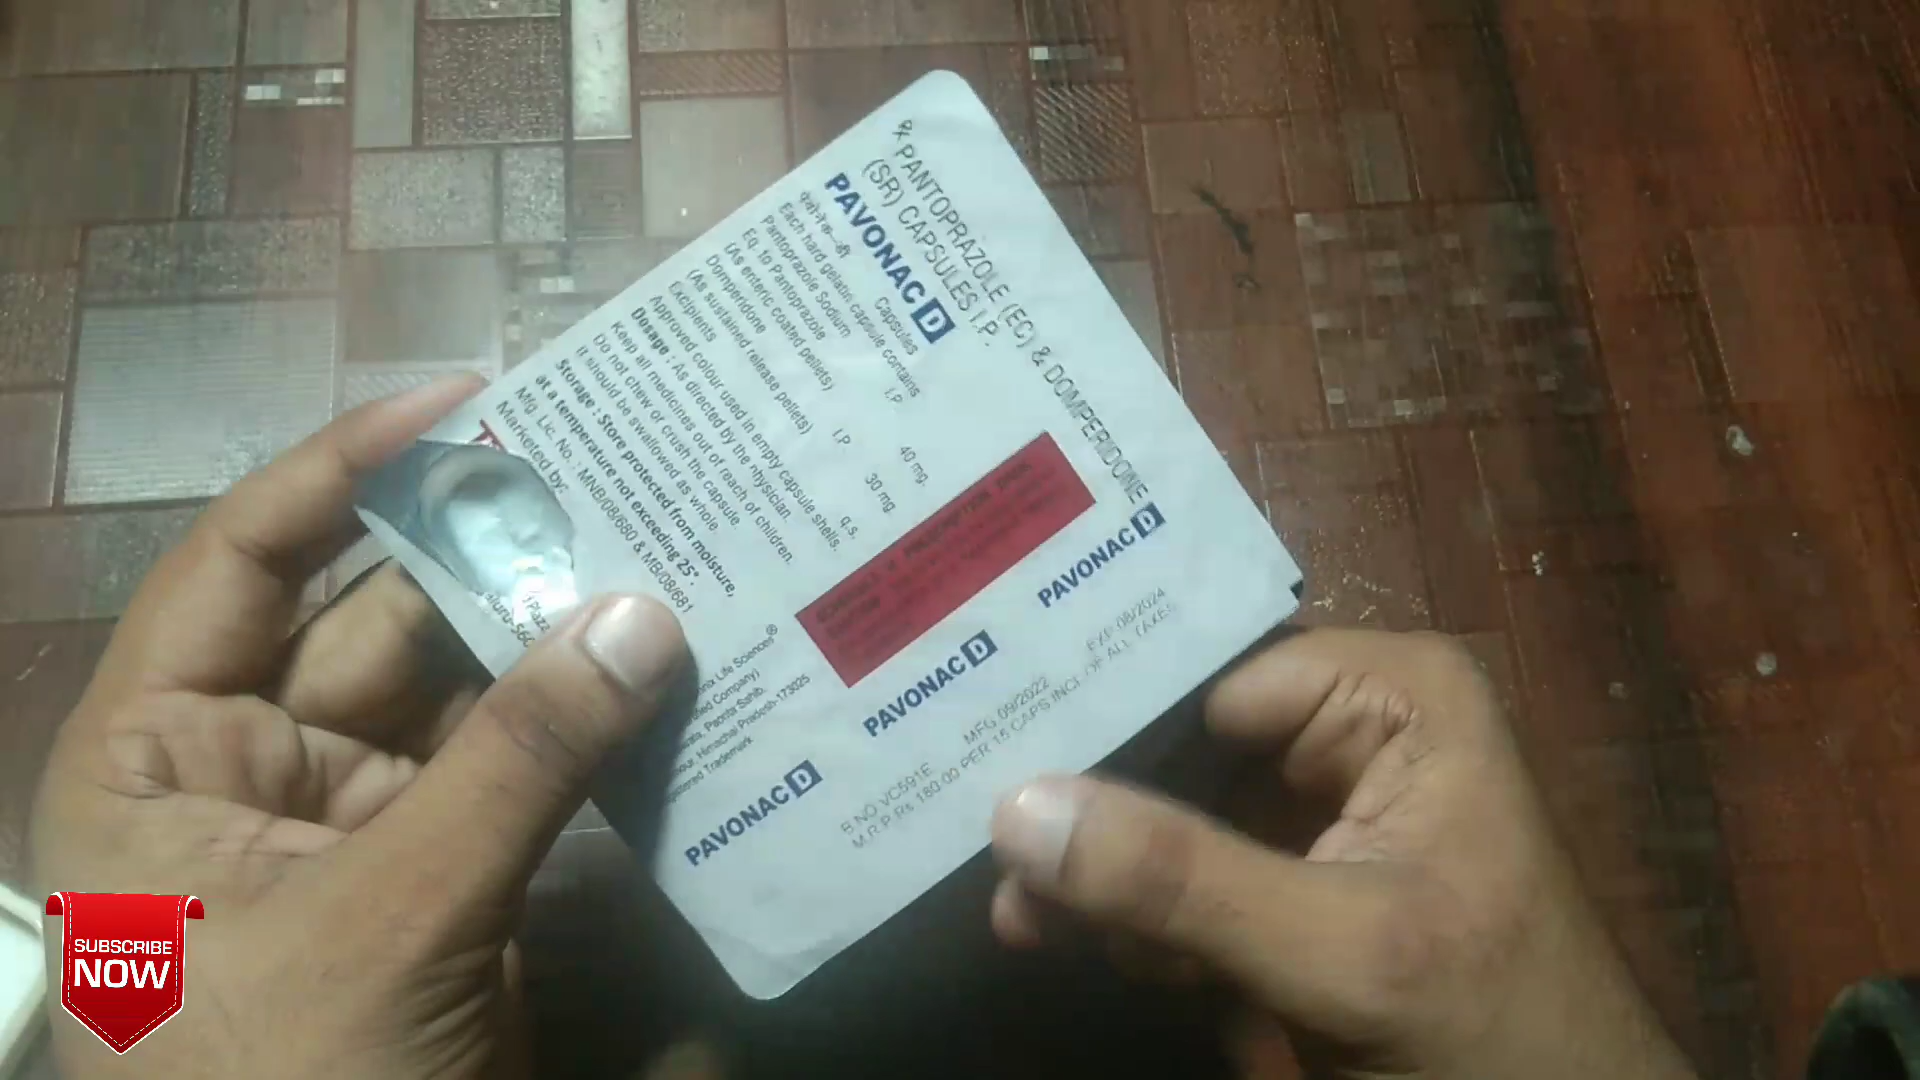 ℞ PANTOPRAZOLE (EC) & DOMPERIDONE
(SR) CAPSULES I.P.
PAVONAC D
Capsules
Each hard gelatin capsule contains
Pantoprazole Sodium I.P.
Eq. to Pantoprazole 40 mg.
(As enteric coated pellets)
Domperidone I.P. 30 mg
(As sustained release pellets)
Excipients q.s.
Approved colour used in empty capsule shells.
Dosage : As directed by the physician.
Keep all medicines out of reach of children.
Do not chew or crush the capsule.
It should be swallowed as whole.
Storage : Store protected from moisture,
at a temperature not exceeding 25°.
Mfg. Lic. No. : MNB/08/680 & MB/08/681
Marketed by:
Life Sciences®
Company)
Paonta Sahib,
Himachal Pradesh-173025
Trademark
PAVONAC D
PAVONAC D
PAVONAC D
B.NO.VC591E MFG.09/2022 EXP.08/2024
M.R.P.Rs.180.00 PER 15 CAPS INCL.OF ALL TAXES
SUBSCRIBE
NOW